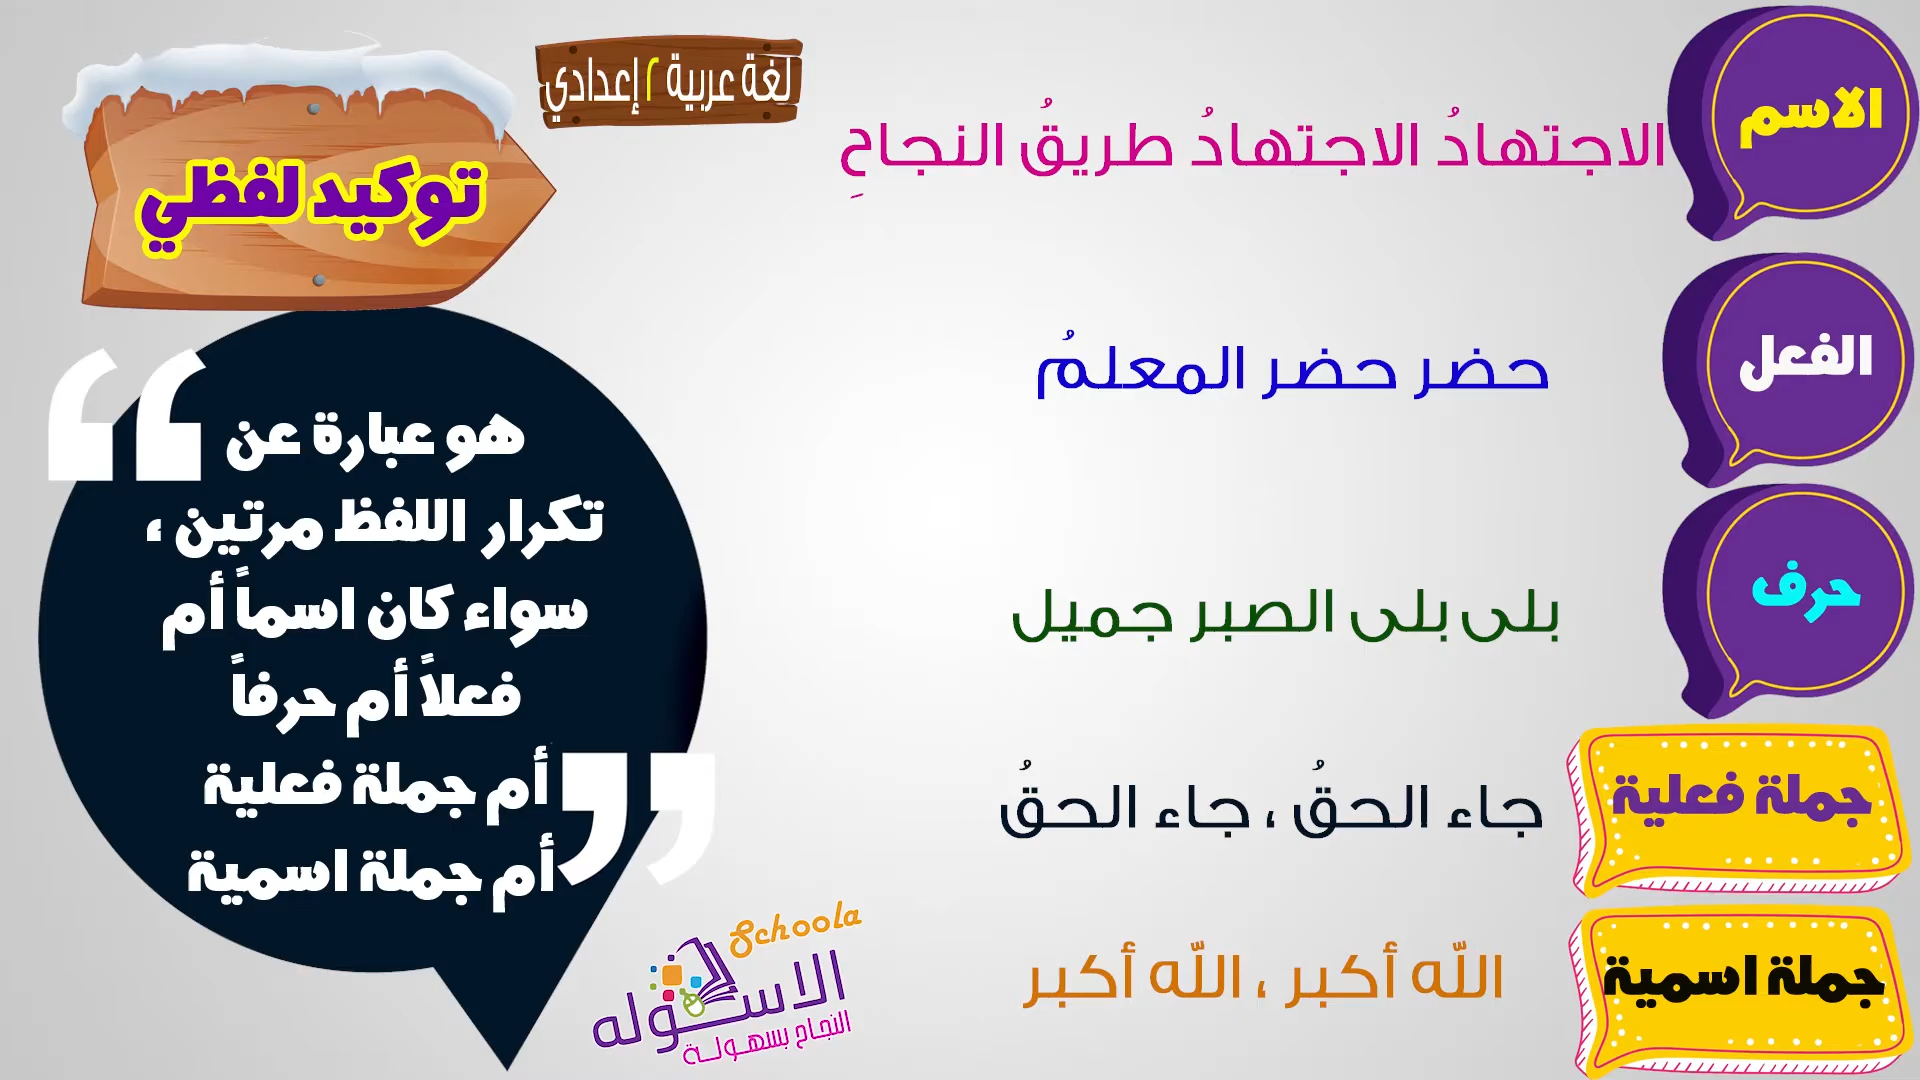 لغة عربية ٢ إعدادي
توكيد لفظي
هو عبارة عن
تكرار اللفظ مرتين ،
سواء كان اسماً أم
فعلاً أم حرفاً
أم جملة فعلية
أم جملة اسمية
الاسم
الاجتهادُ الاجتهادُ طريقُ النجاحِ
الفعل
حضر حضر المعلمُ
حرف
بلى بلى الصبر جميل
جملة فعلية
جاء الحقُ ، جاء الحقُ
جملة اسمية
اللّه أكبر ، اللّه أكبر
Schoola
الاسكوله
النجاح بسهولة